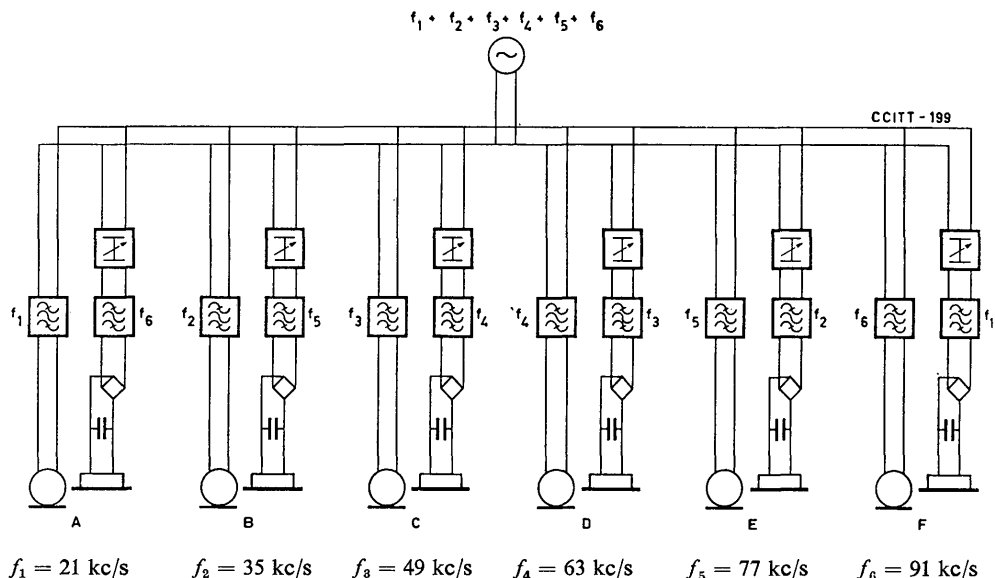 f₁ + f₂ + f₃ + f₄ + f₅ + f₆
CCITT - 199
f₁ f₆ f₂ f₅ f₃ f₄ f₄ f₃ f₅ f₂ f₆ f₁
A B C D E F
f₁ = 21 kc/s f₂ = 35 kc/s f₃ = 49 kc/s f₄ = 63 kc/s f₅ = 77 kc/s f₆ = 91 kc/s